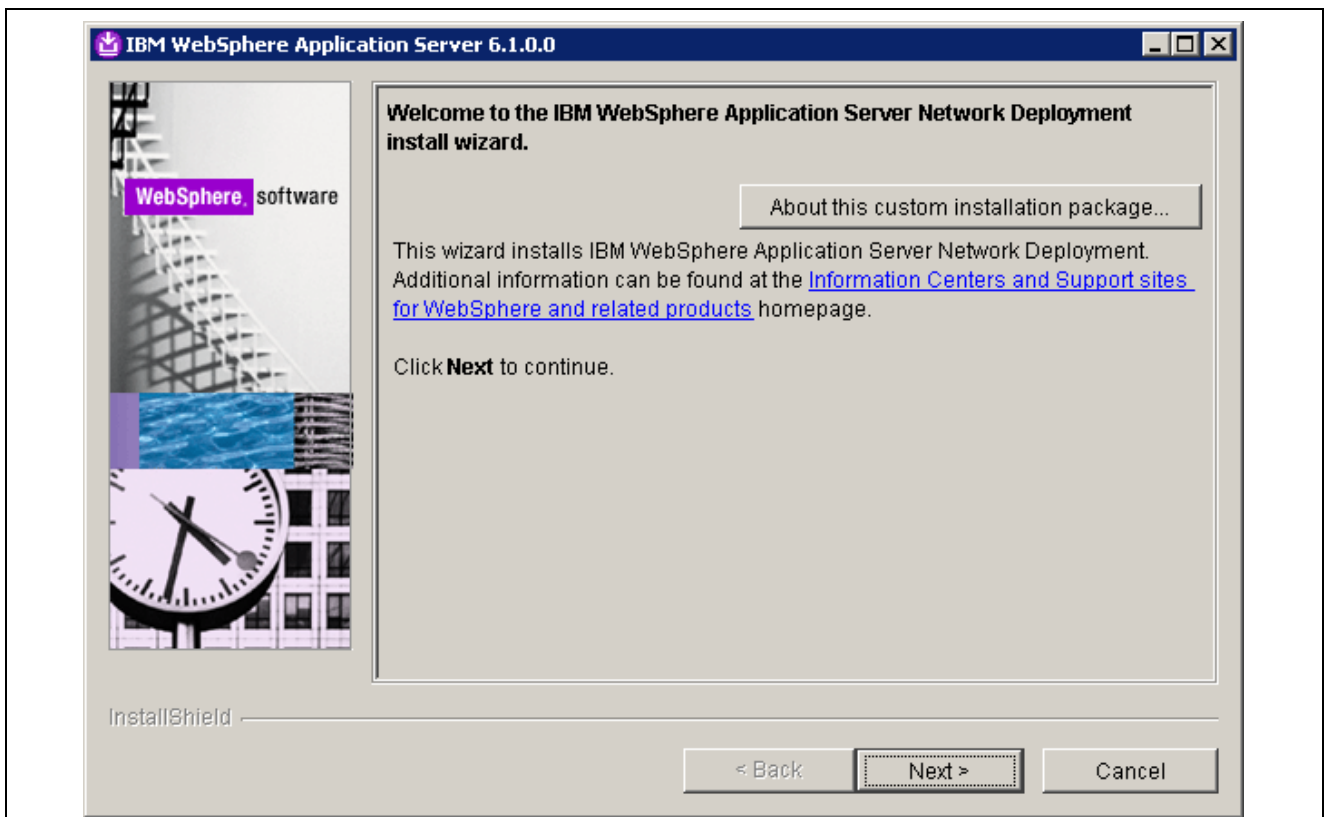 IBM WebSphere Application Server 6.1.0.0
WebSphere. software
Welcome to the IBM WebSphere Application Server Network Deployment
install wizard.
About this custom installation package...
This wizard installs IBM WebSphere Application Server Network Deployment.
Additional information can be found at the Information Centers and Support sites
for WebSphere and related products homepage.
Click Next to continue.
InstallShield
< Back
Next >
Cancel